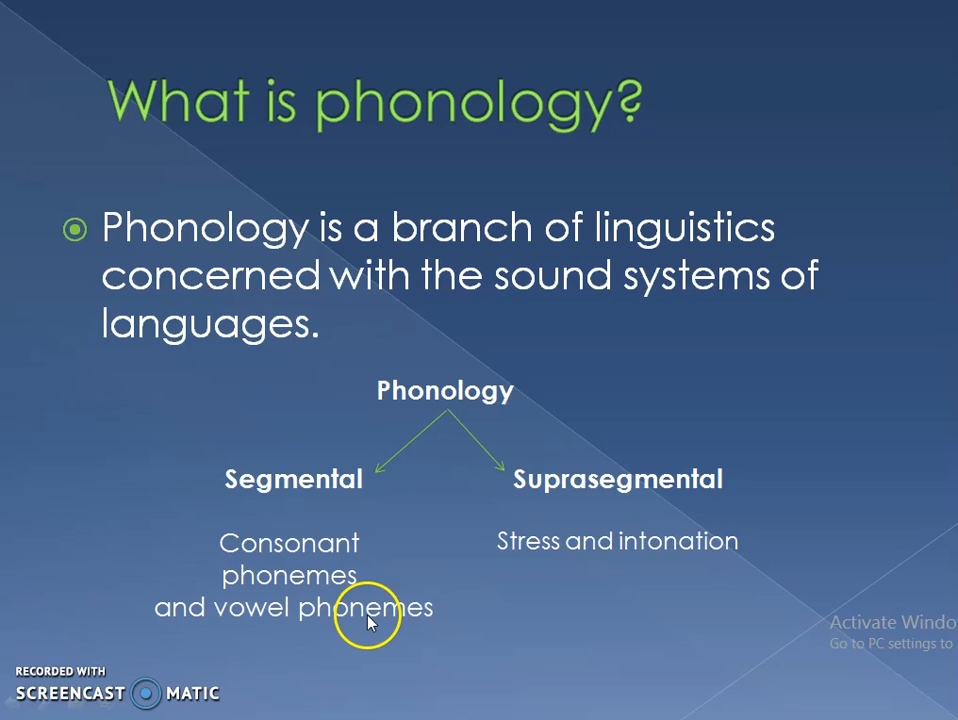 What is phonology?
Phonology is a branch of linguistics
concerned with the sound systems of
languages.
Phonology
Segmental
Suprasegmental
Consonant
phonemes
and vowel phonemes
Stress and intonation
Activate Windo
Go to PC settings to
RECORDED WITH
SCREENCAST MATIC